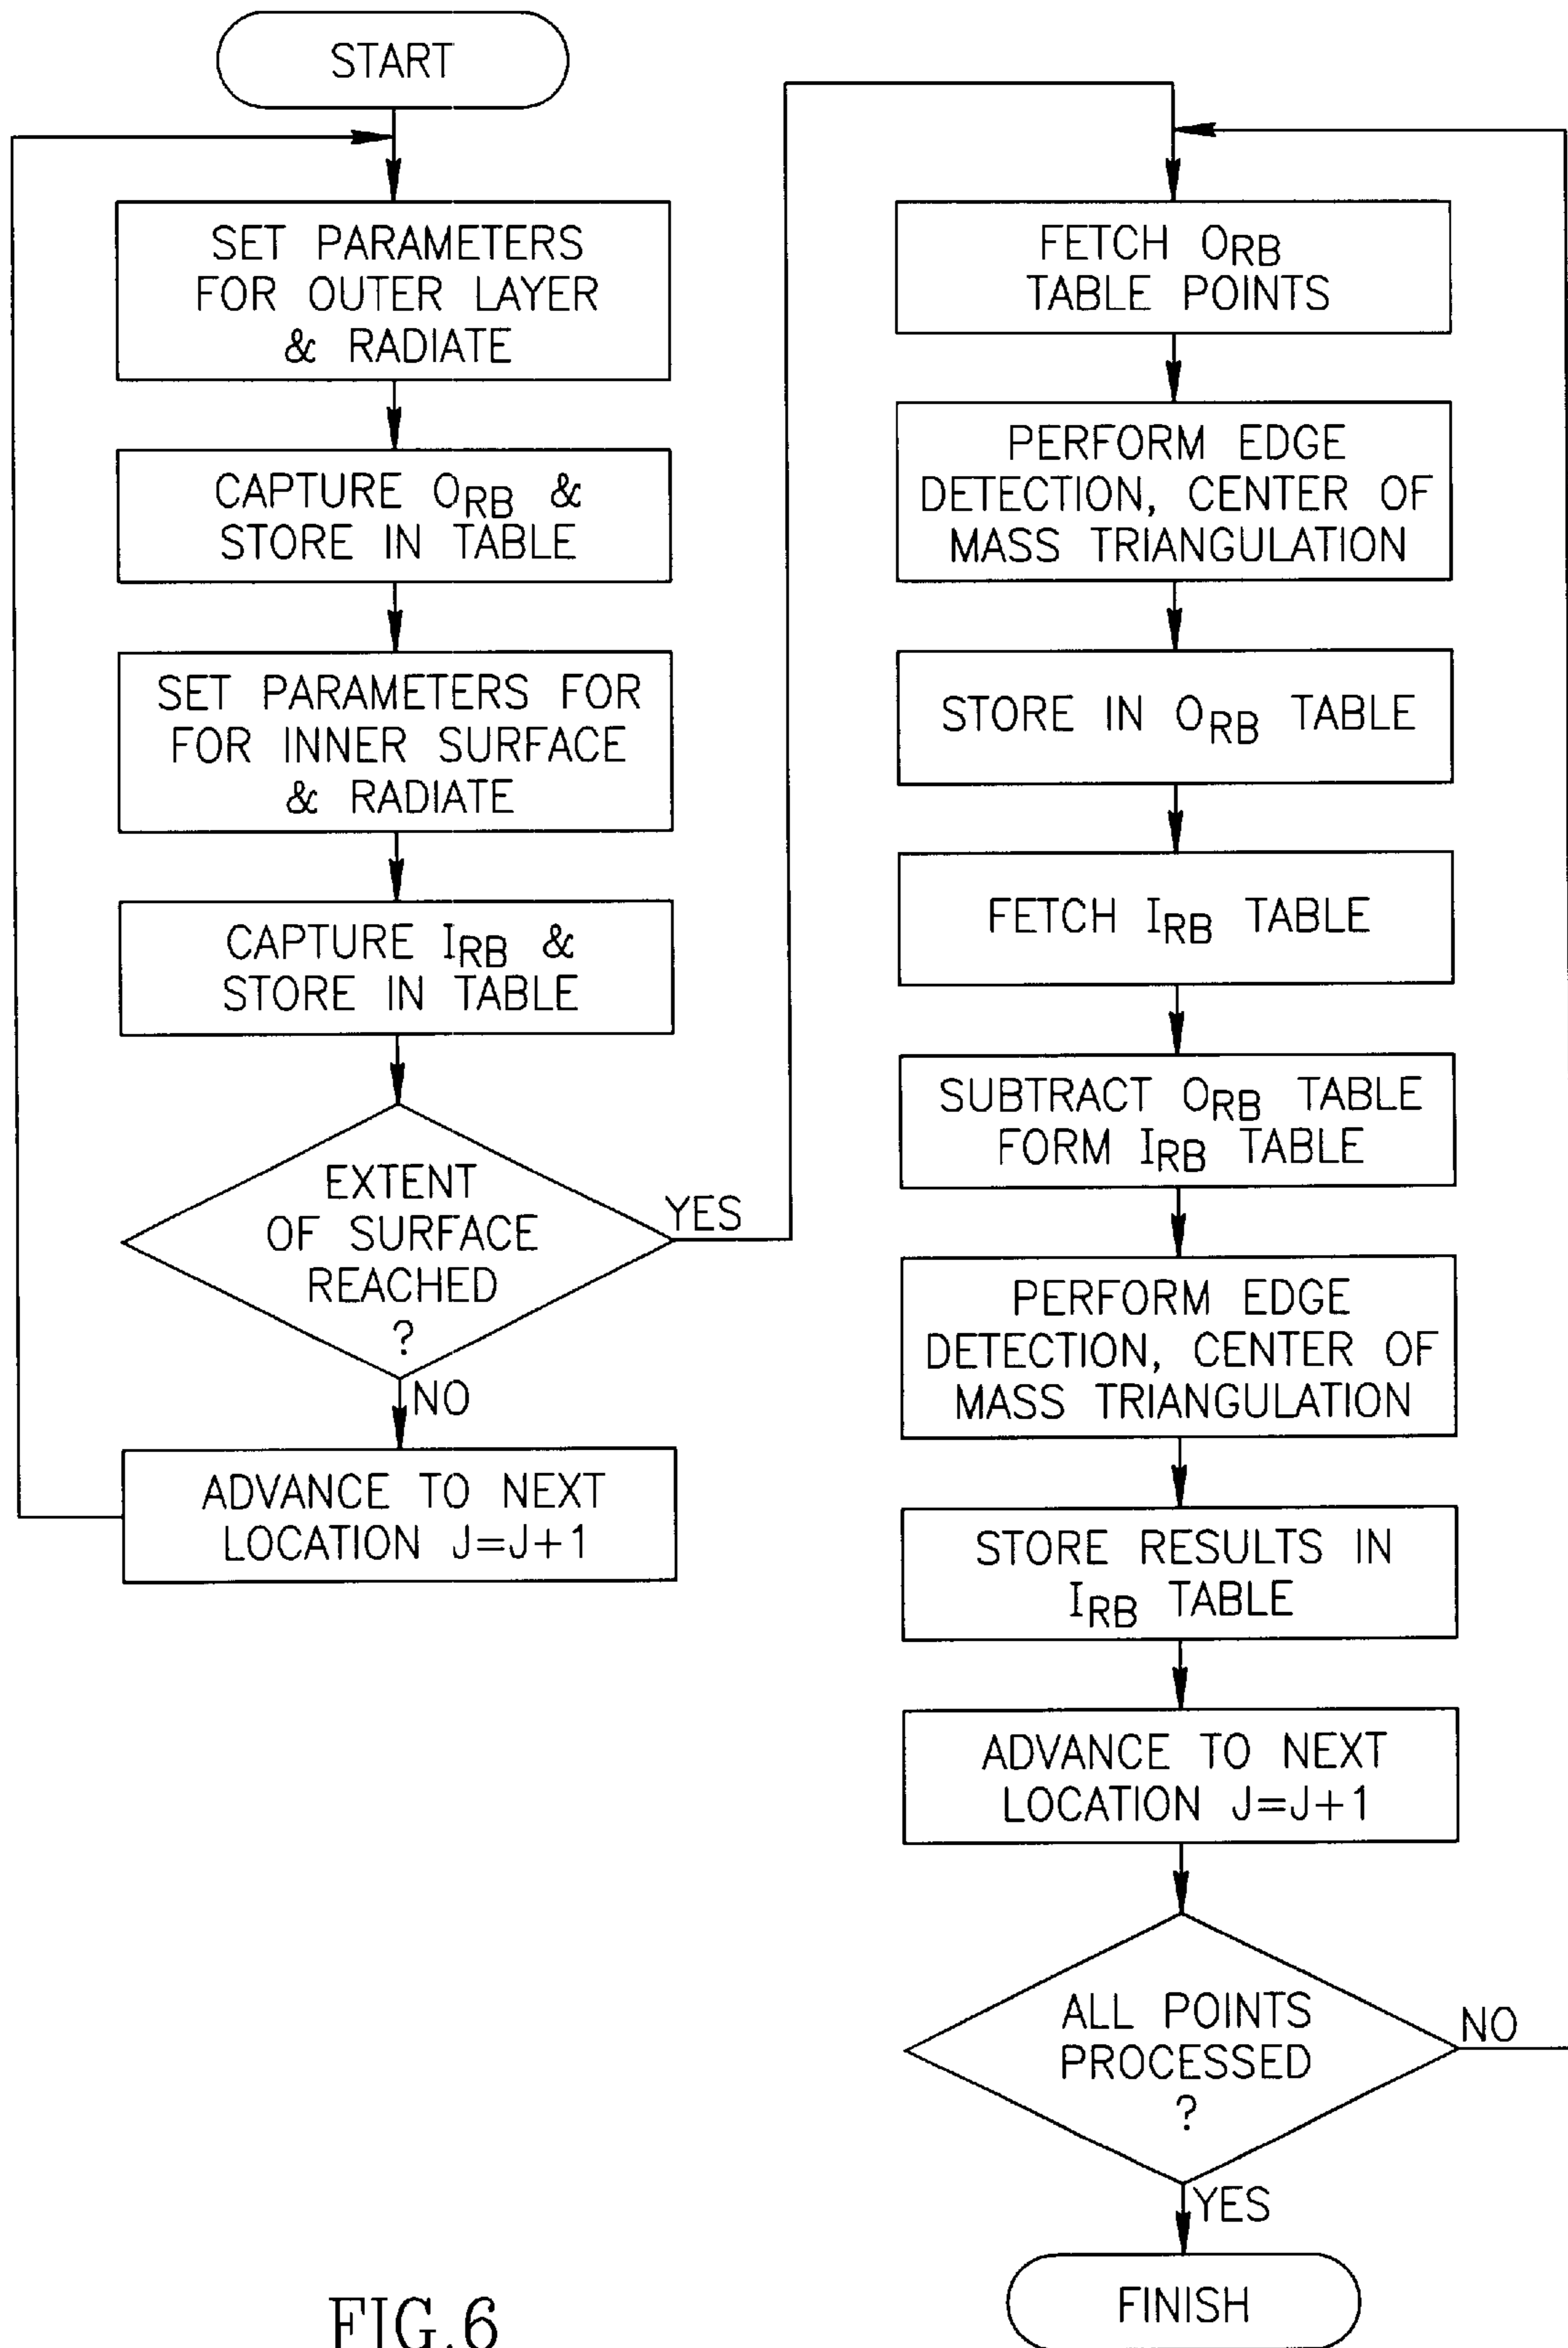 START
SET PARAMETERS
FOR OUTER LAYER
& RADIATE
CAPTURE ORB &
STORE IN TABLE
SET PARAMETERS FOR
FOR INNER SURFACE
& RADIATE
CAPTURE IRB &
STORE IN TABLE
EXTENT
OF SURFACE
REACHED
?
YES
NO
ADVANCE TO NEXT
LOCATION J=J+1
FETCH ORB
TABLE POINTS
PERFORM EDGE
DETECTION, CENTER OF
MASS TRIANGULATION
STORE IN ORB TABLE
FETCH IRB TABLE
SUBTRACT ORB TABLE
FORM IRB TABLE
PERFORM EDGE
DETECTION, CENTER OF
MASS TRIANGULATION
STORE RESULTS IN
IRB TABLE
ADVANCE TO NEXT
LOCATION J=J+1
ALL POINTS
PROCESSED
?
NO
YES
FINISH
FIG.6